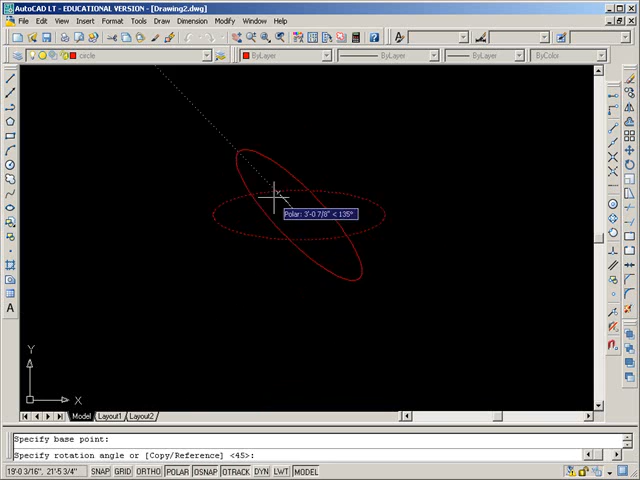 AutoCAD LT - EDUCATIONAL VERSION - [Drawing2.dwg]
File Edit View Insert Format Tools Draw Dimension Modify Window Help
circle ByLayer ByLayer ByLayer ByColor
Polar: 3'-0 7/8" < 135°
Y
X
Model Layout1 Layout2
Specify base point:
Specify rotation angle or [Copy/Reference] <45>:
19'-0 3/16", 21'-5 3/4" SNAP GRID ORTHO POLAR OSNAP OTRACK DYN LWT MODEL